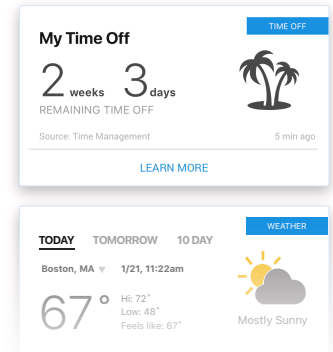 TIME OFF
My Time Off
2 weeks 3 days
REMAINING TIME OFF
Source: Time Management 5 min ago
LEARN MORE
WEATHER
TODAY TOMORROW 10 DAY
Boston, MA ▼ 1/21, 11:22am
67° Hi: 72˚
Low: 48˚
Feels like: 67˚
Mostly Sunny